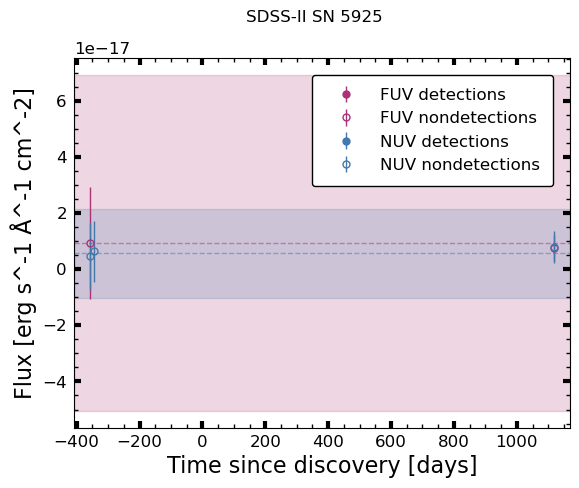 SDSS-II SN 5925
1e−17
FUV detections
FUV nondetections
NUV detections
NUV nondetections
6
4
2
0
−2
−4
Flux [erg s^-1 Å^-1 cm^-2]
−400 −200 0 200 400 600 800 1000
Time since discovery [days]